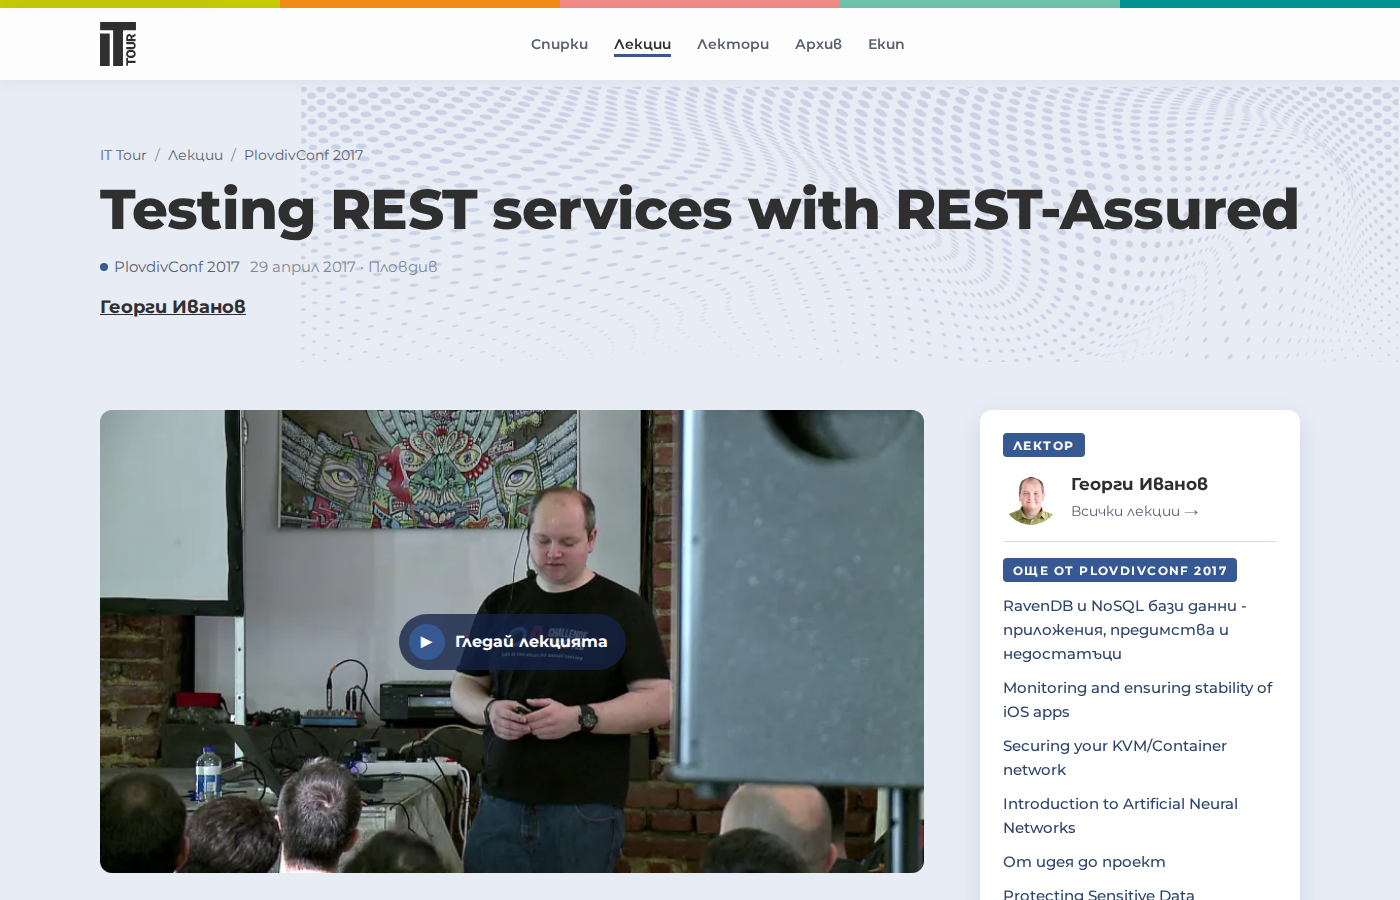 iT TOUR
Спирки
Лекции
Лектори
Архив
Екип
IT Tour / Лекции / PlovdivConf 2017
Testing REST services with REST-Assured
PlovdivConf 2017 29 април 2017 · Пловдив
Георги Иванов
▶ Гледай лекцията
ЛЕКТОР
Георги Иванов
Всички лекции →
ОЩЕ ОТ PLOVDIVCONF 2017
RavenDB и NoSQL бази данни -
приложения, предимства и
недостатъци
Monitoring and ensuring stability of
iOS apps
Securing your KVM/Container
network
Introduction to Artificial Neural
Networks
От идея до проект
Protecting Sensitive Data